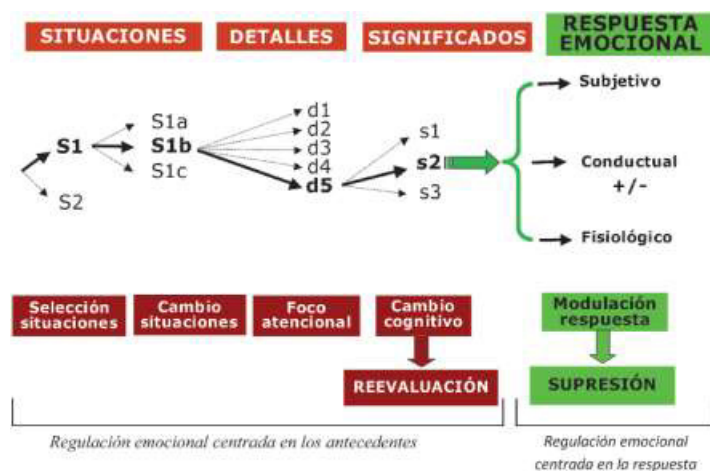 SITUACIONES
DETALLES
SIGNIFICADOS
RESPUESTA
EMOCIONAL
S1
S2
S1a
S1b
S1c
d1
d2
d3
d4
d5
s1
s2
s3
Subjetivo
Conductual
+/-
Fisiológico
Selección
situaciones
Cambio
situaciones
Foco
atencional
Cambio
cognitivo
Modulación
respuesta
REEVALUACIÓN
SUPRESIÓN
Regulación emocional centrada en los antecedentes
Regulación emocional
centrada en la respuesta